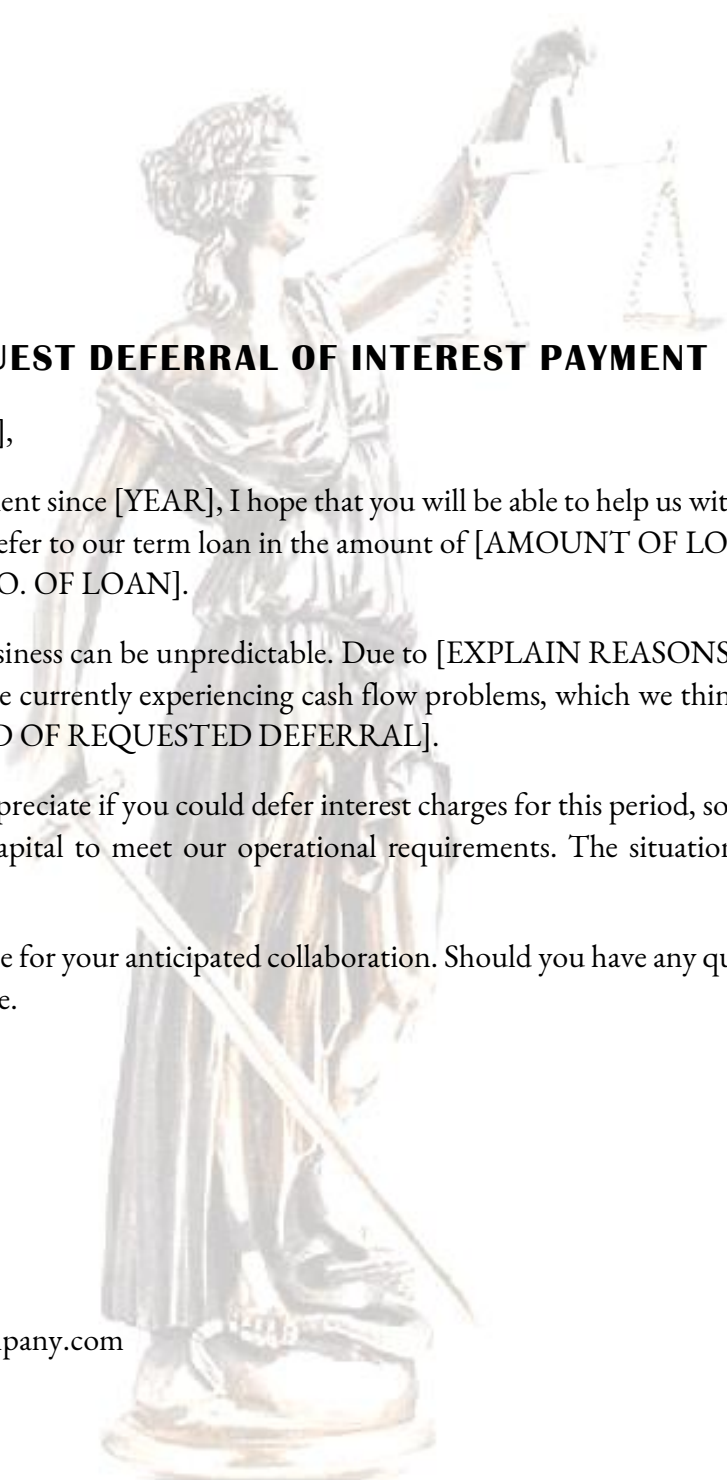 UEST DEFERRAL OF INTEREST PAYMENT
],
ent since [YEAR], I hope that you will be able to help us wit
efer to our term loan in the amount of [AMOUNT OF LO
O. OF LOAN].
siness can be unpredictable. Due to [EXPLAIN REASONS
e currently experiencing cash flow problems, which we thin
D OF REQUESTED DEFERRAL].
preciate if you could defer interest charges for this period, so
apital to meet our operational requirements. The situation
e for your anticipated collaboration. Should you have any qu
e.
pany.com